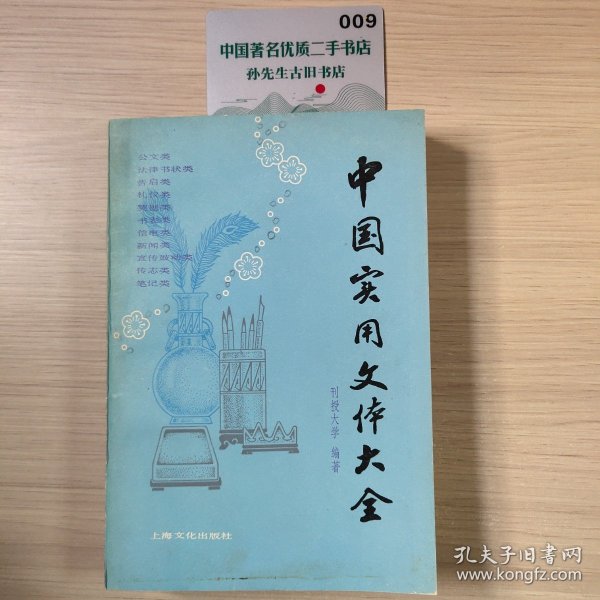 009
中国著名优质二手书店
孙先生古旧书店
公文类
法律书状类
告启类
礼仪类
契据类
书表类
信电类
新闻类
宣传鼓动类
传志类
笔记类
中国实用文体大全
刊授大学 编著
上海文化出版社
孔夫子旧书网
www.kongfz.com